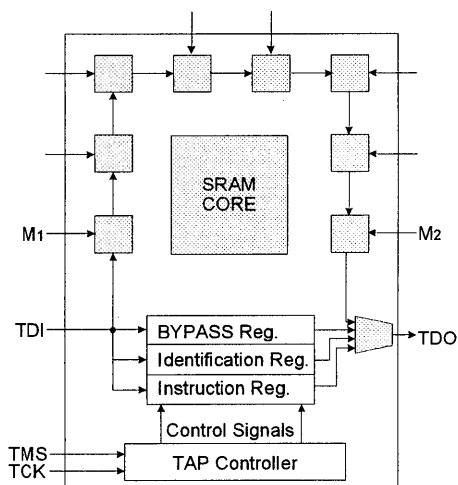 SRAM
CORE
M1
M2
TDI
BYPASS Reg.
TDO
Identification Reg.
Instruction Reg.
Control Signals
TMS
TCK
TAP Controller